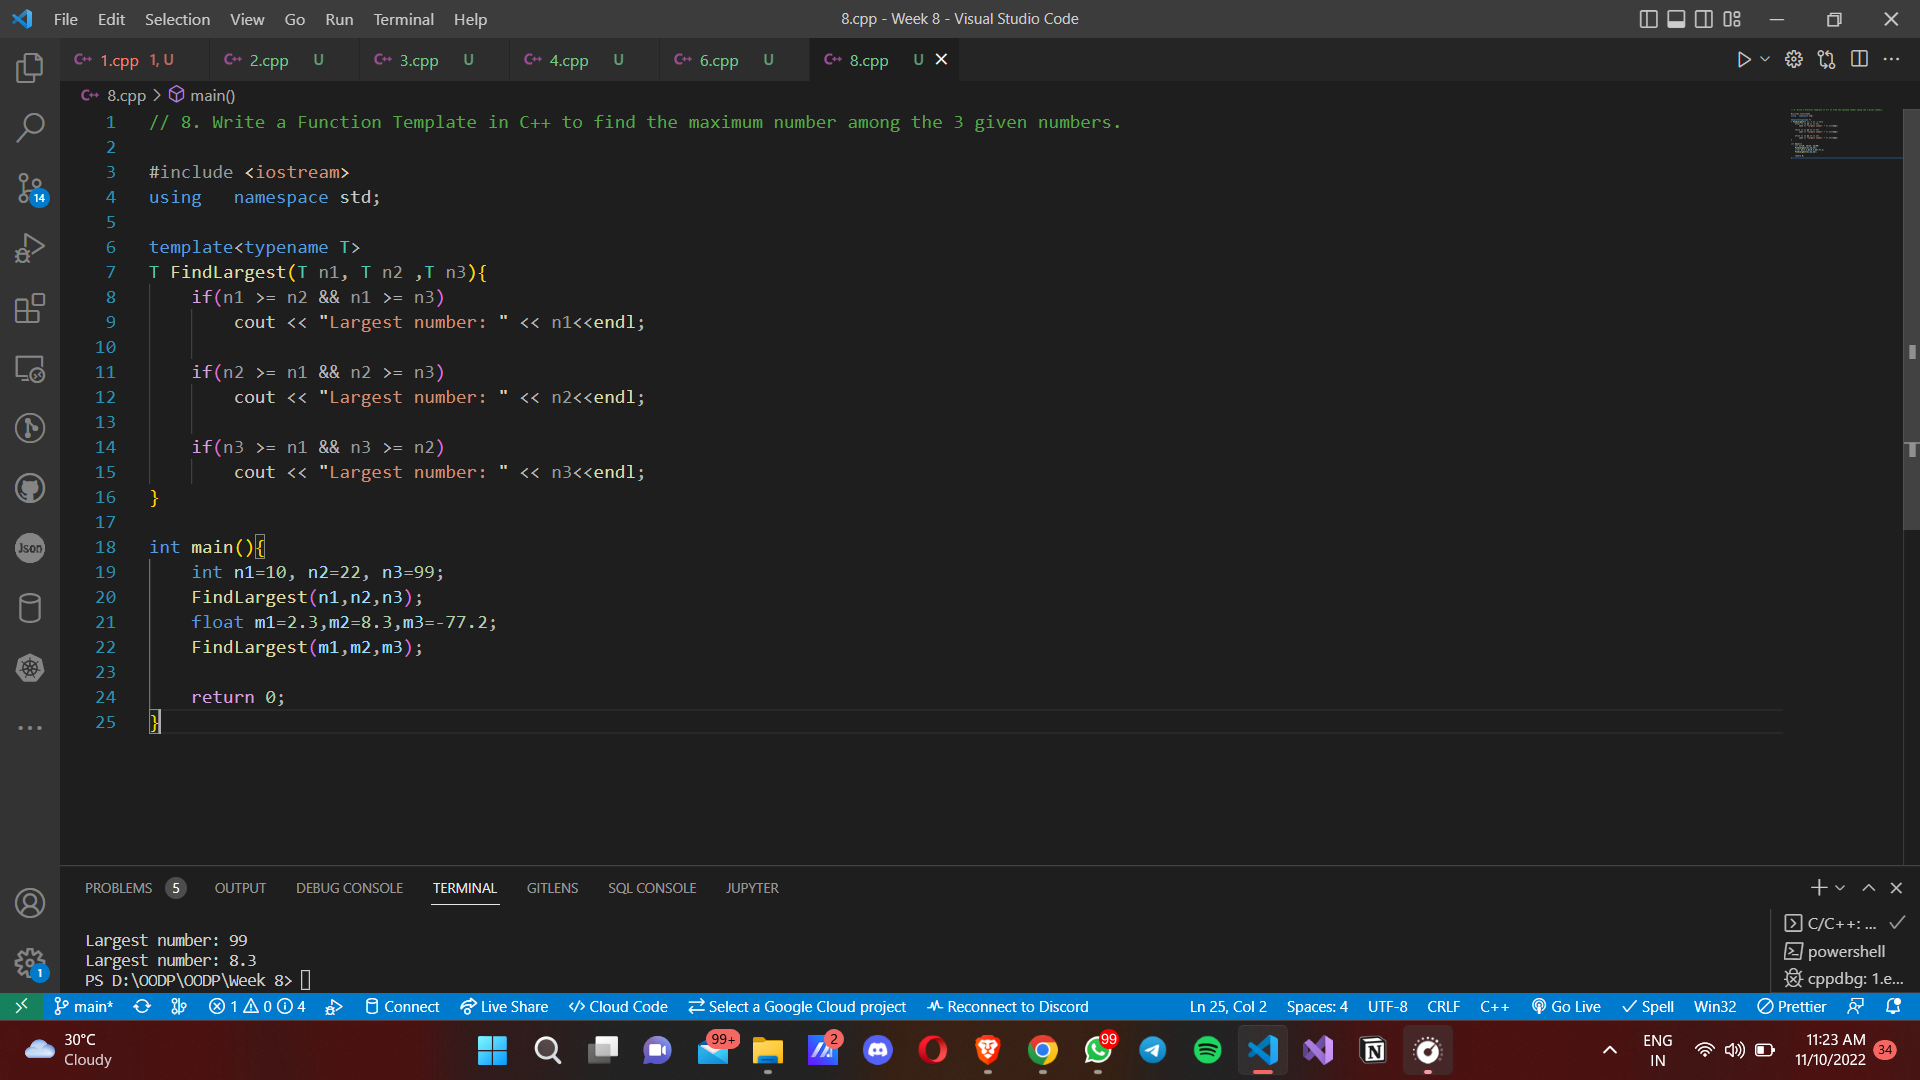 File Edit Selection View Go Run Terminal Help
8.cpp - Week 8 - Visual Studio Code
1.cpp 1, U
2.cpp U
3.cpp U
4.cpp U
6.cpp U
8.cpp U
8.cpp > main()
1 // 8. Write a Function Template in C++ to find the maximum number among the 3 given numbers.
2
3 #include <iostream>
4 using   namespace std;
5
6 template<typename T>
7 T FindLargest(T n1, T n2 ,T n3){
8     if(n1 >= n2 && n1 >= n3)
9         cout << "Largest number: " << n1<<endl;
10
11     if(n2 >= n1 && n2 >= n3)
12         cout << "Largest number: " << n2<<endl;
13
14     if(n3 >= n1 && n3 >= n2)
15         cout << "Largest number: " << n3<<endl;
16 }
17
18 int main(){
19     int n1=10, n2=22, n3=99;
20     FindLargest(n1,n2,n3);
21     float m1=2.3,m2=8.3,m3=-77.2;
22     FindLargest(m1,m2,m3);
23
24     return 0;
25 }
14
Json
1
PROBLEMS 5 OUTPUT DEBUG CONSOLE TERMINAL GITLENS SQL CONSOLE JUPYTER
Largest number: 99
Largest number: 8.3
PS D:\OODP\OODP\Week 8>
C/C++: ...
powershell
cppdbg: 1.e...
main* 1 0 4 Connect Live Share Cloud Code Select a Google Cloud project Reconnect to Discord Ln 25, Col 2 Spaces: 4 UTF-8 CRLF C++ Go Live Spell Win32 Prettier
30°C
Cloudy
99+
2
99
ENG
IN
11:23 AM
11/10/2022
34